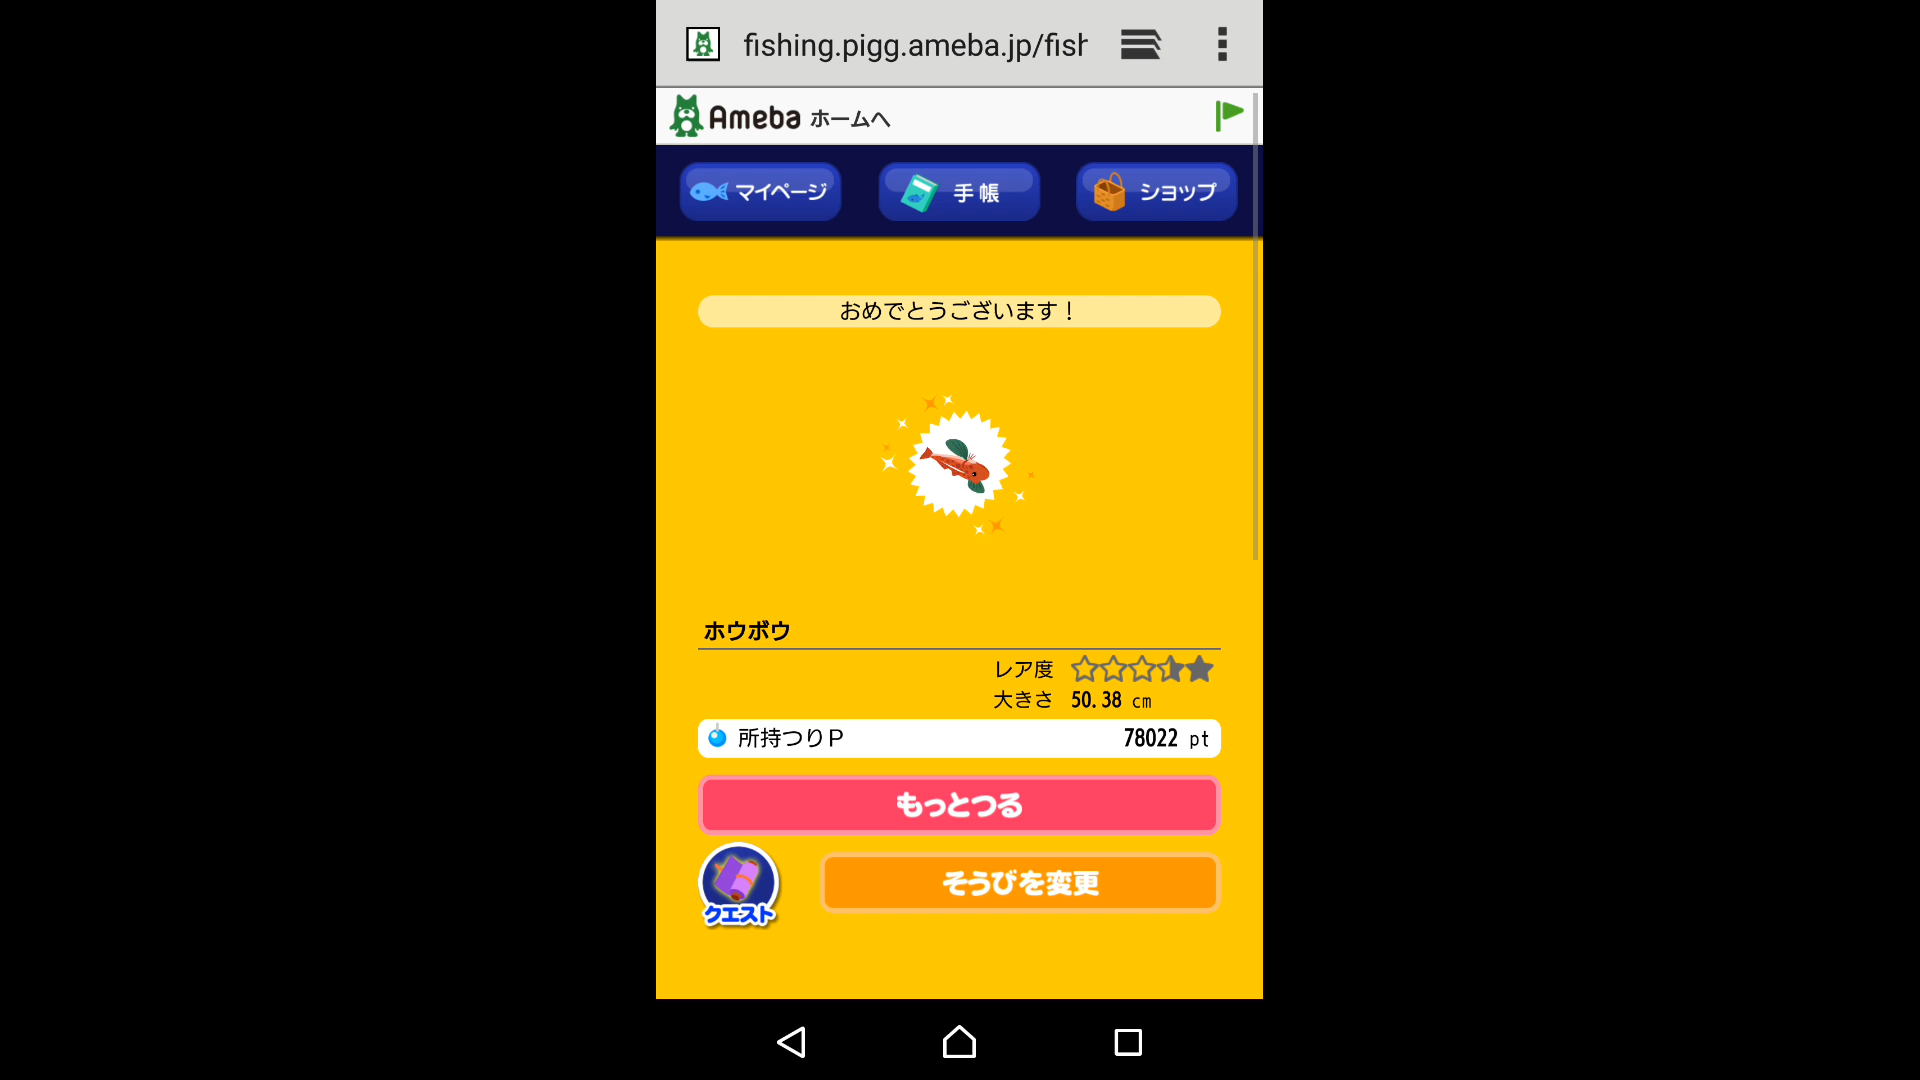 fishing.pigg.ameba.jp/fish
Ameba ホームへ
マイページ
手帳
ショップ
おめでとうございます！
ホウボウ
レア度
大きさ 50.38 cm
所持つりP 78022 pt
もっとつる
クエスト
そうびを変更